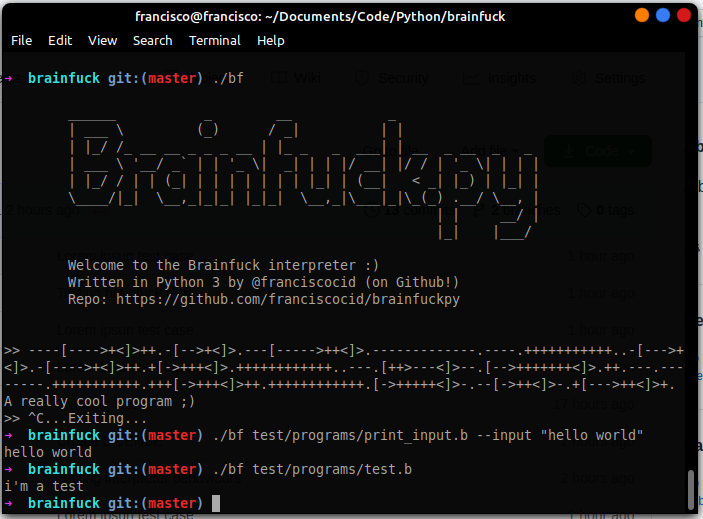 francisco@francisco: ~/Documents/Code/Python/brainfuck
File Edit View Search Terminal Help
➜ brainfuck git:(master) ./bf
Brainfuck.py
Welcome to the Brainfuck interpreter :)
Written in Python 3 by @franciscocid (on Github!)
Repo: https://github.com/franciscocid/brainfuckpy
>> ----[---->+<]>++.-[-->+<]>.---[----->++<]>.-------------.----.+++++++++++..-[--->+
<]>.-[---->+<]>++.+[->+++<]>.++++++++++++..---.[++>---<]>--.[-->+++++++<]>.++.---.---
-----.+++++++++++.+++[->+++<]>++.++++++++++++.[->+++++<]>-.--[->++<]>-.+[--->++<]>+.
A really cool program ;)
>> ^C...Exiting...
➜ brainfuck git:(master) ./bf test/programs/print_input.b --input "hello world"
hello world
➜ brainfuck git:(master) ./bf test/programs/test.b
i'm a test
➜ brainfuck git:(master)